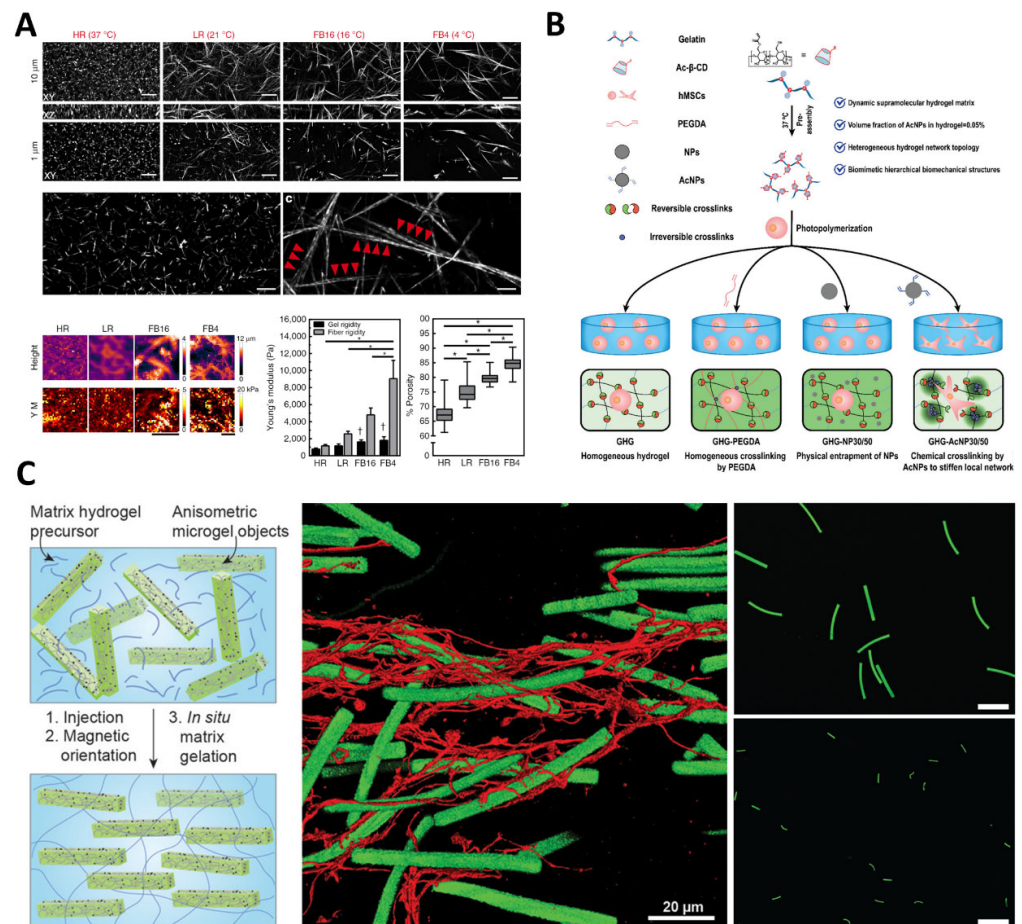 A
HR (37 °C) LR (21 °C) FB16 (16 °C) FB4 (4 °C)
10 µm
XY
XZ
1 µm
XY
c
HR LR FB16 FB4
Height
4
0
12 µm
0
Y M
5
0
20 kPa
0
Young's modulus (Pa)
16,000
14,000
12,000
10,000
8,000
6,000
4,000
2,000
0
Gel rigidity
Fiber rigidity
*
*
*
† †
HR LR FB16 FB4
% Porosity
90
85
80
75
70
65
60
0
*
*
*
* * *
HR LR FB16 FB4
B
Gelatin
Ac-β-CD
hMSCs
PEGDA
NPs
AcNPs
Reversible crosslinks
Irreversible crosslinks
37 °C
Pre-
assembly
Dynamic supramolecular hydrogel matrix
Volume fraction of AcNPs in hydrogel=0.05%
Heterogeneous hydrogel network topology
Biomimetic hierarchical biomechanical structures
Photopolymerization
GHG
Homogeneous hydrogel
GHG-PEGDA
Homogeneous crosslinking
by PEGDA
GHG-NP30/50
Physical entrapment of NPs
GHG-AcNP30/50
Chemical crosslinking by
AcNPs to stiffen local network
C
Matrix hydrogel
precursor
Anisometric
microgel objects
1. Injection
2. Magnetic
orientation
3. In situ
matrix
gelation
20 µm